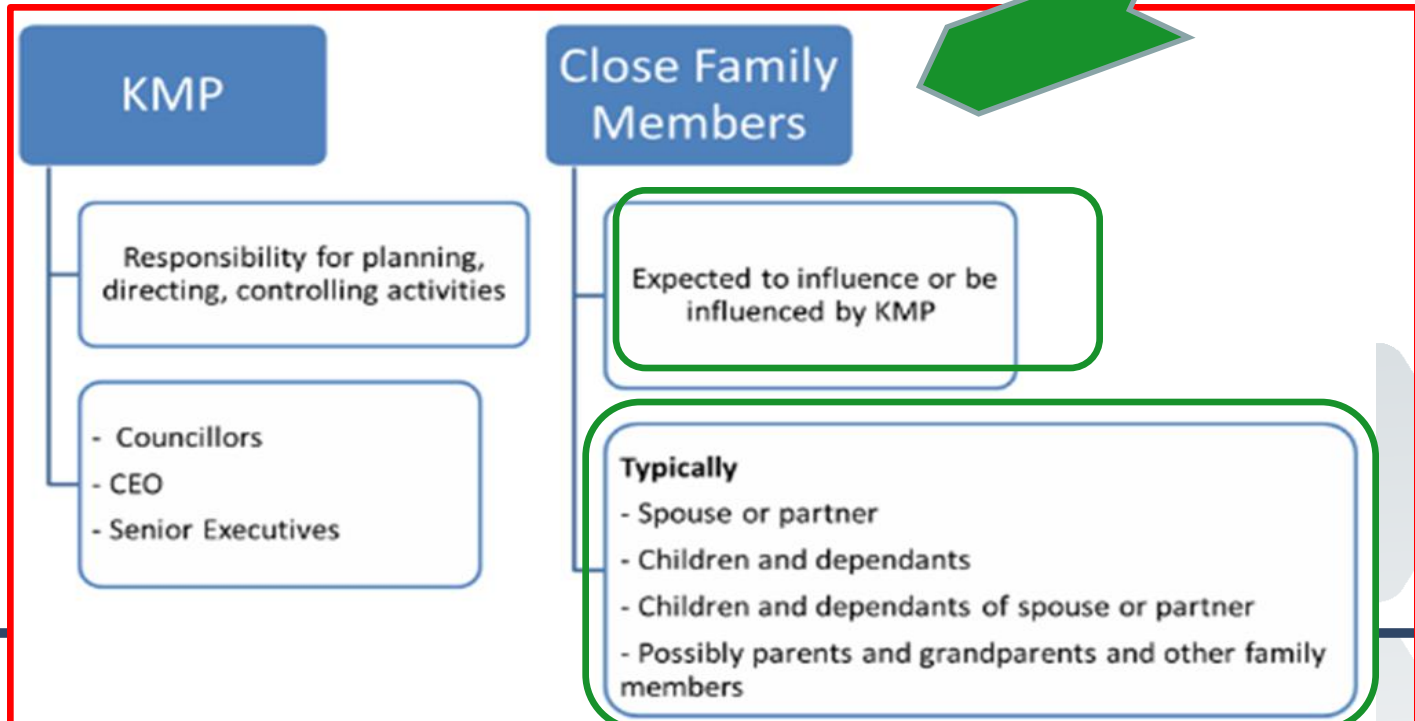 KMP
Responsibility for planning,
directing, controlling activities
- Councillors
- CEO
- Senior Executives
Close Family
Members
Expected to influence or be
influenced by KMP
Typically
- Spouse or partner
- Children and dependants
- Children and dependants of spouse or partner
- Possibly parents and grandparents and other family
members